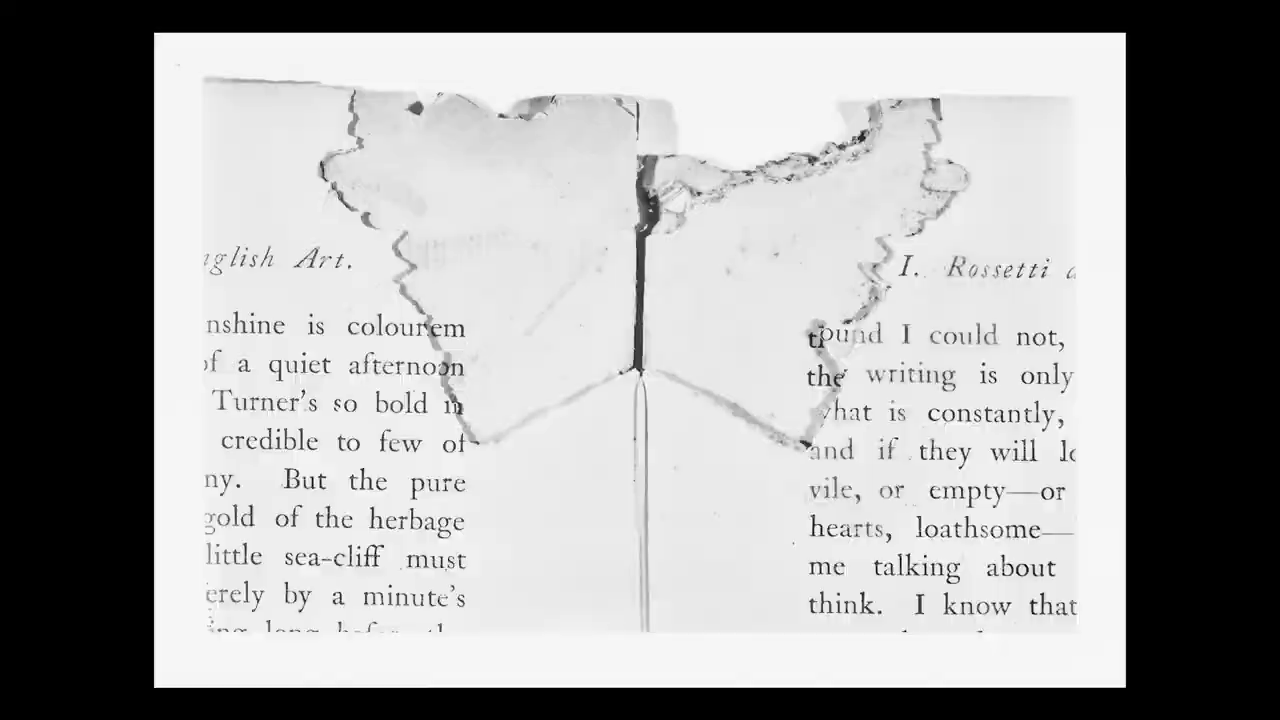 nglish Art.
nshine is colour em
of a quiet afternoon
Turner's so bold in
credible to few of
ny. But the pure
gold of the herbage
little sea-cliff must
erely by a minute's
I. Rossetti
found I could not,
the writing is only
what is constantly,
and if they will
vile, or empty—or
hearts, loathsome—
me talking about
think. I know that